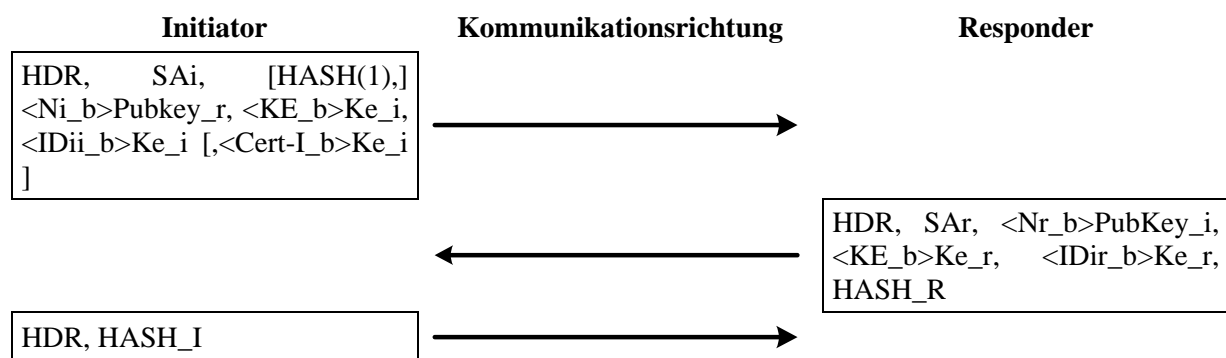 Initiator Kommunikationsrichtung Responder
HDR, SAi, [HASH(1),]
<Ni_b>Pubkey_r, <KE_b>Ke_i,
<IDii_b>Ke_i [,<Cert-I_b>Ke_i
]
HDR, SAr, <Nr_b>PubKey_i,
<KE_b>Ke_r, <IDir_b>Ke_r,
HASH_R
HDR, HASH_I